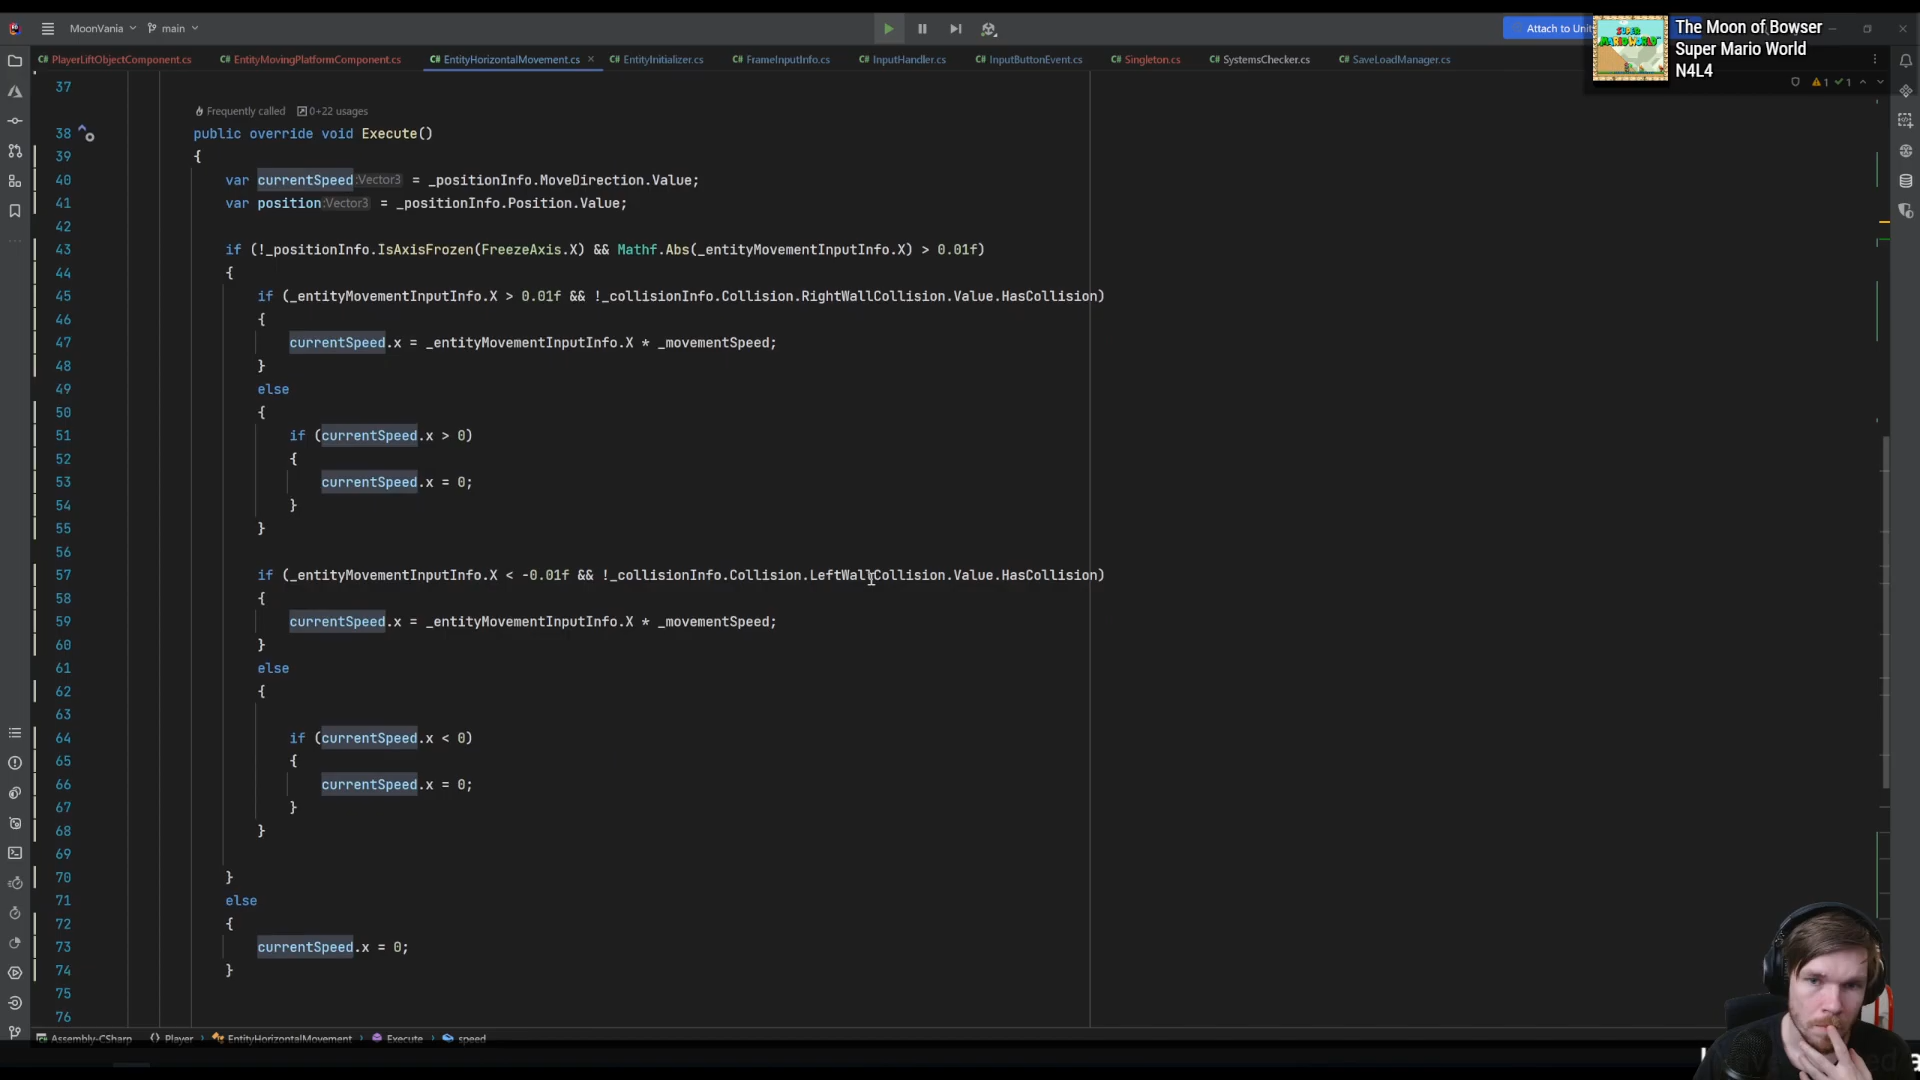 MoonVania main Attach to Unit
The Moon of Bowser
Super Mario World
N4L4
PlayerLiftObjectComponent.cs EntityMovingPlatformComponent.cs EntityHorizontalMovement.cs EntityInitializer.cs FrameInputInfo.cs InputHandler.cs InputButtonEvent.cs Singleton.cs SystemsChecker.cs SaveLoadManager.cs
1 1
37
Frequently called 0+22 usages
38 public override void Execute()
39 {
40 var currentSpeed :Vector3 = _positionInfo.MoveDirection.Value;
41 var position :Vector3 = _positionInfo.Position.Value;
42
43 if (!_positionInfo.IsAxisFrozen(FreezeAxis.X) && Mathf.Abs(_entityMovementInputInfo.X) > 0.01f)
44 {
45 if (_entityMovementInputInfo.X > 0.01f && !_collisionInfo.Collision.RightWallCollision.Value.HasCollision)
46 {
47 currentSpeed.x = _entityMovementInputInfo.X * _movementSpeed;
48 }
49 else
50 {
51 if (currentSpeed.x > 0)
52 {
53 currentSpeed.x = 0;
54 }
55 }
56
57 if (_entityMovementInputInfo.X < -0.01f && !_collisionInfo.Collision.LeftWallCollision.Value.HasCollision)
58 {
59 currentSpeed.x = _entityMovementInputInfo.X * _movementSpeed;
60 }
61 else
62 {
63
64 if (currentSpeed.x < 0)
65 {
66 currentSpeed.x = 0;
67 }
68 }
69
70 }
71 else
72 {
73 currentSpeed.x = 0;
74 }
75
76
Assembly-CSharp Player EntityHorizontalMovement Execute speed